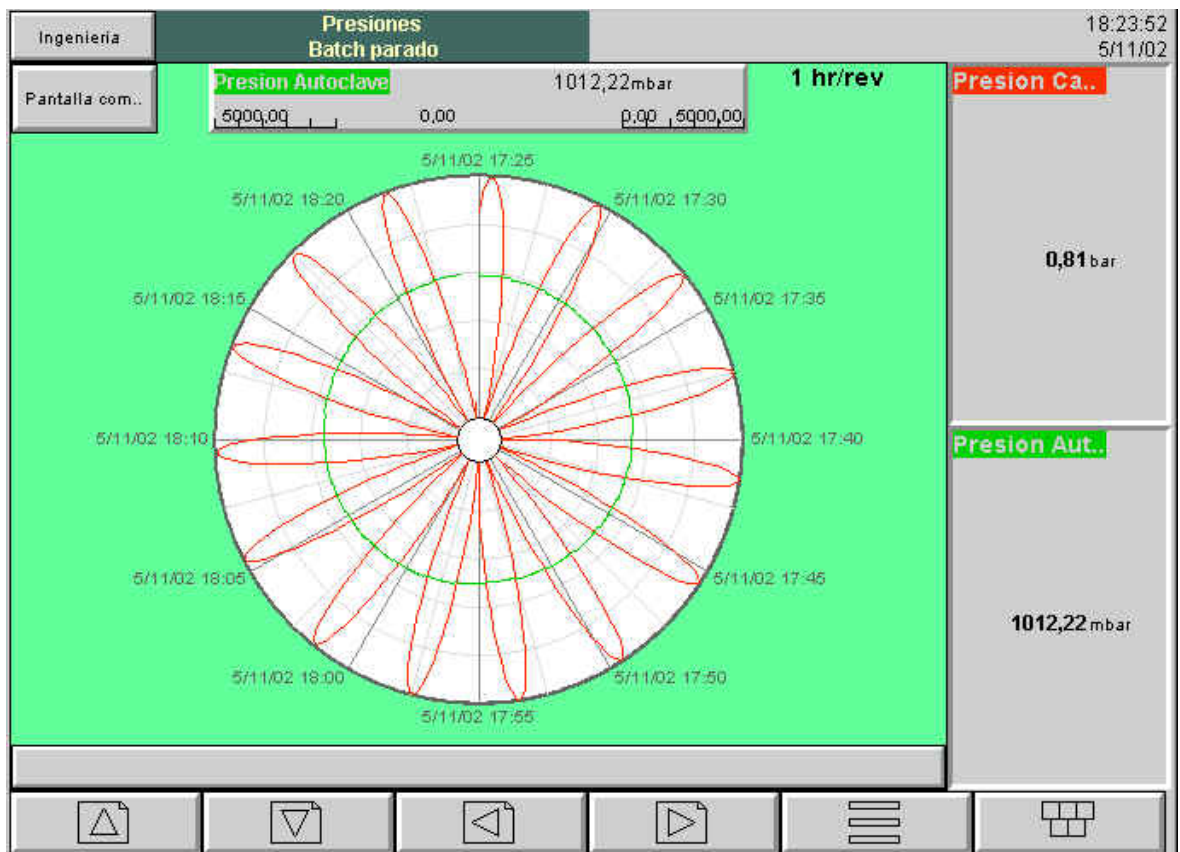 Ingeniería
Presiones
Batch parado
18:23:52
5/11/02
Pantalla com..
Presion Autoclave
1012,22mbar
5000,00
0,00
0,00
5000,00
1 hr/rev
Presion Ca..
0,81 bar
Presion Aut..
1012,22 mbar
5/11/02 17:25
5/11/02 17:30
5/11/02 17:35
5/11/02 17:40
5/11/02 17:45
5/11/02 17:50
5/11/02 17:55
5/11/02 18:00
5/11/02 18:05
5/11/02 18:10
5/11/02 18:15
5/11/02 18:20